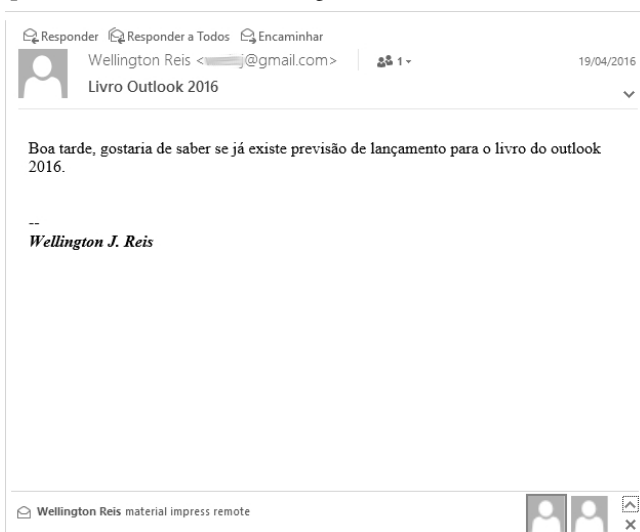 Responder Responder a Todos Encaminhar
Wellington Reis < j@gmail.com> 1 19/04/2016
Livro Outlook 2016
Boa tarde, gostaria de saber se já existe previsão de lançamento para o livro do outlook
2016.
--
Wellington J. Reis
Wellington Reis material impress remote